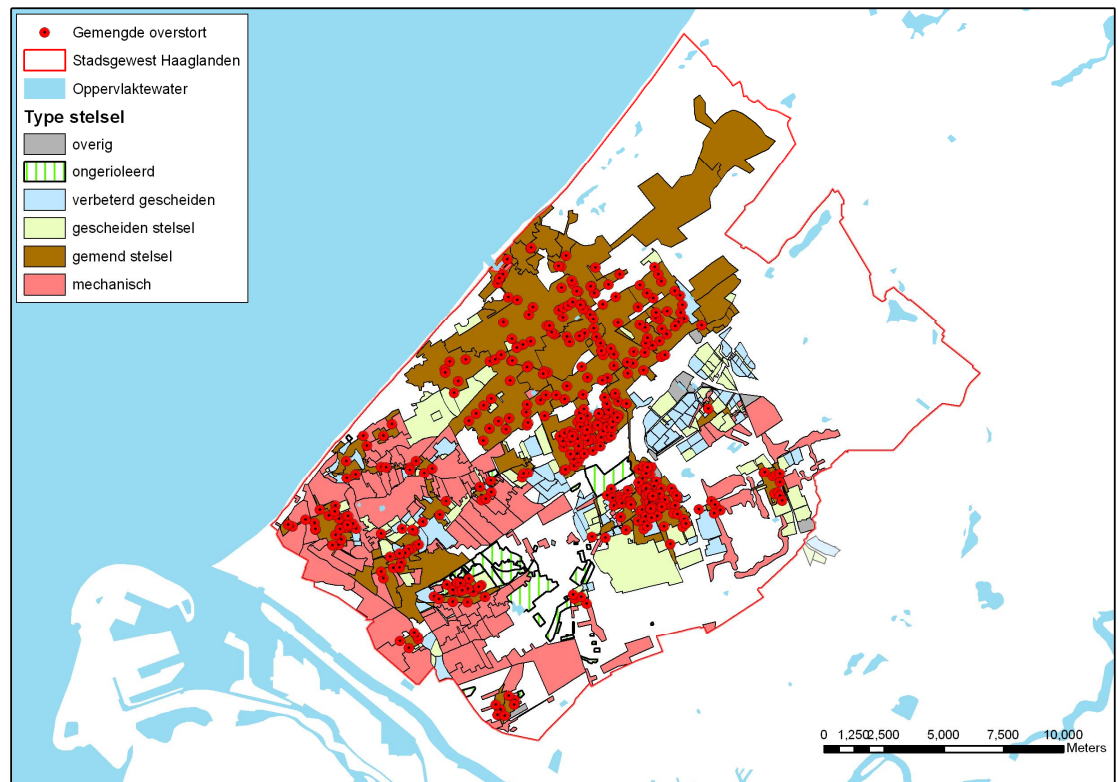 Gemengde overstort
Stadsgewest Haaglanden
Oppervlaktewater
Type stelsel
overig
ongerioleerd
verbeterd gescheiden
gescheiden stelsel
gemend stelsel
mechanisch
0 1,250 2,500 5,000 7,500 10,000
Meters